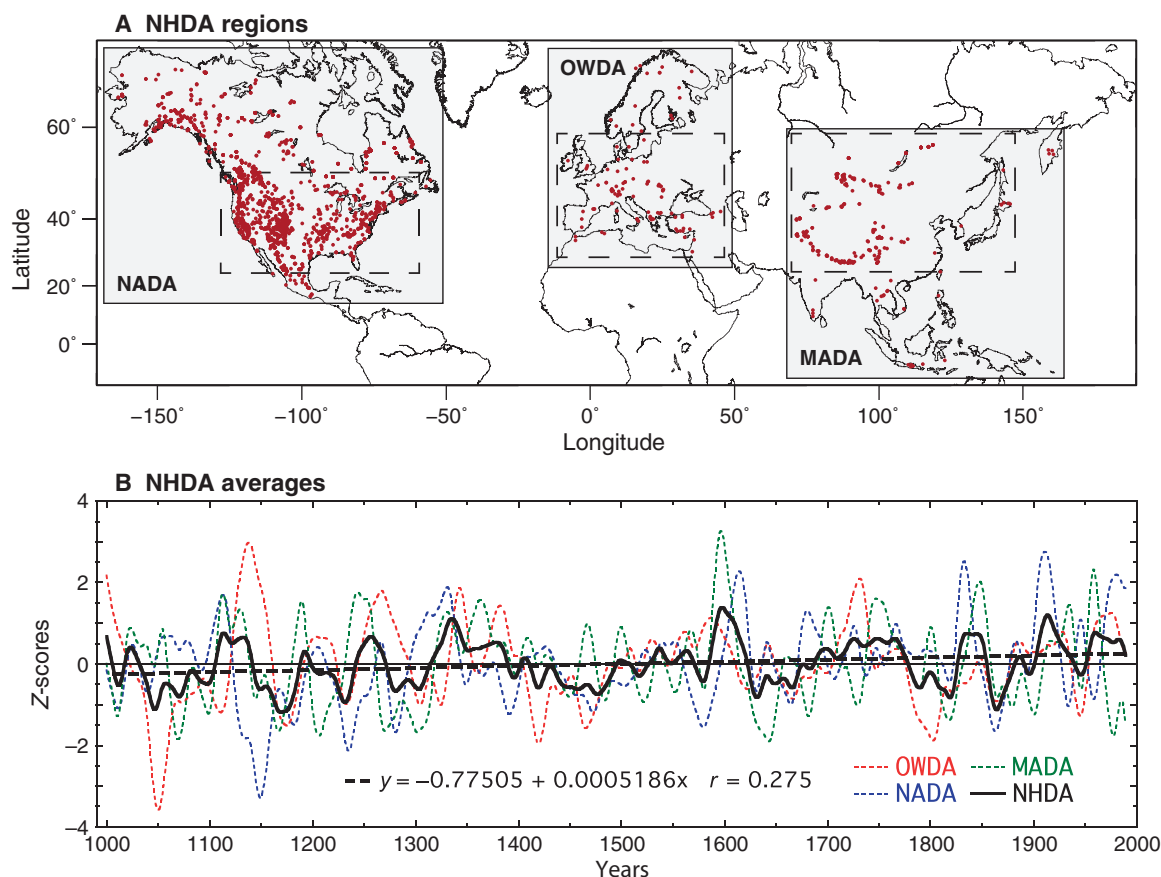 A NHDA regions
OWDA
NADA
MADA
Latitude
60°
40°
20°
0°
−150° −100° −50° 0° 50° 100° 150°
Longitude
B NHDA averages
Z-scores
4
2
0
−2
−4
y = −0.77505 + 0.0005186x r = 0.275
OWDA MADA
NADA NHDA
1000 1100 1200 1300 1400 1500 1600 1700 1800 1900 2000
Years